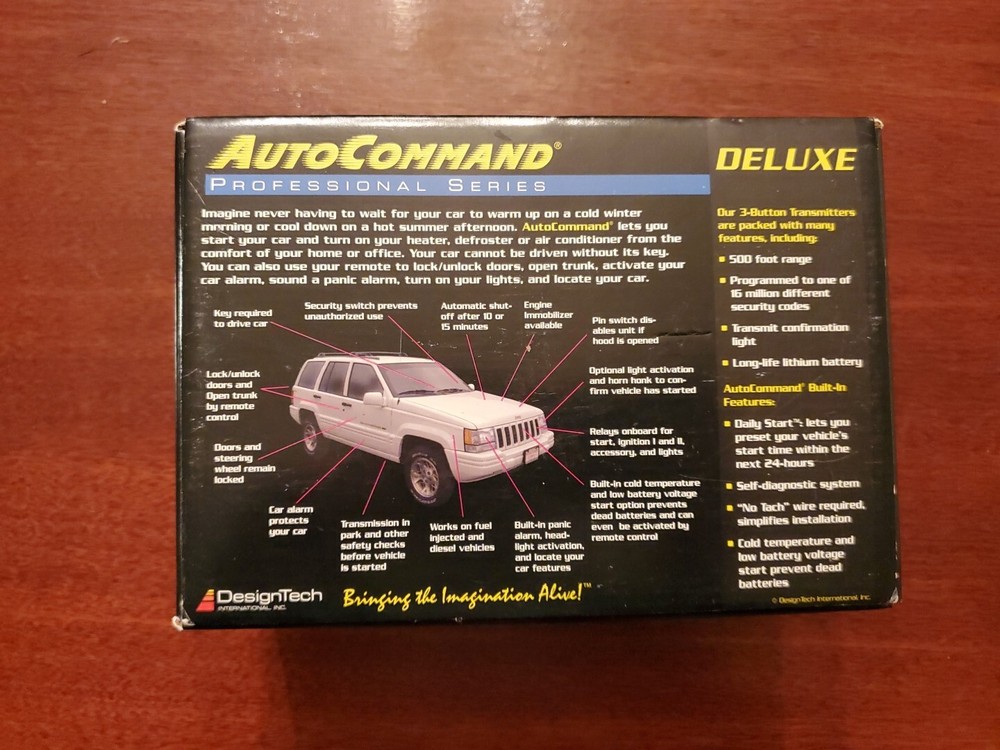 AUTOCOMMAND®
PROFESSIONAL SERIES
Imagine never having to wait for your car to warm up on a cold winter
morning or cool down on a hot summer afternoon. AutoCommand® lets you
start your car and turn on your heater, defroster or air conditioner from the
comfort of your home or office. Your car cannot be driven without its key.
You can also use your remote to lock/unlock doors, open trunk, activate your
car alarm, sound a panic alarm, turn on your lights, and locate your car.
Key required
to drive car
Security switch prevents
unauthorized use
Automatic shut-
off after 10 or
15 minutes
Engine
Immobilizer
available
Pin switch dis-
ables unit if
hood is opened
Lock/unlock
doors and
Open trunk
by remote
control
Optional light activation
and horn honk to con-
firm vehicle has started
Relays onboard for
start, ignition I and II,
accessory, and lights
Doors and
steering
wheel remain
locked
Built-in cold temperature
and low battery voltage
start option prevents
dead batteries and can
even be activated by
remote control
Car alarm
protects
your car
Transmission in
park and other
safety checks
before vehicle
is started
Works on fuel
injected and
diesel vehicles
Built-in panic
alarm, head-
light activation,
and locate your
car features
DesignTech
INTERNATIONAL, INC.
Bringing the Imagination Alive!™
DELUXE
Our 3-Button Transmitters
are packed with many
features, including:
500 foot range
Programmed to one of
16 million different
security codes
Transmit confirmation
light
Long-life lithium battery
AutoCommand® Built-In
Features:
Daily Start™: lets you
preset your vehicle's
start time within the
next 24-hours
Self-diagnostic system
"No Tach" wire required,
simplifies installation
Cold temperature and
low battery voltage
start prevent dead
batteries
© DesignTech International, Inc.